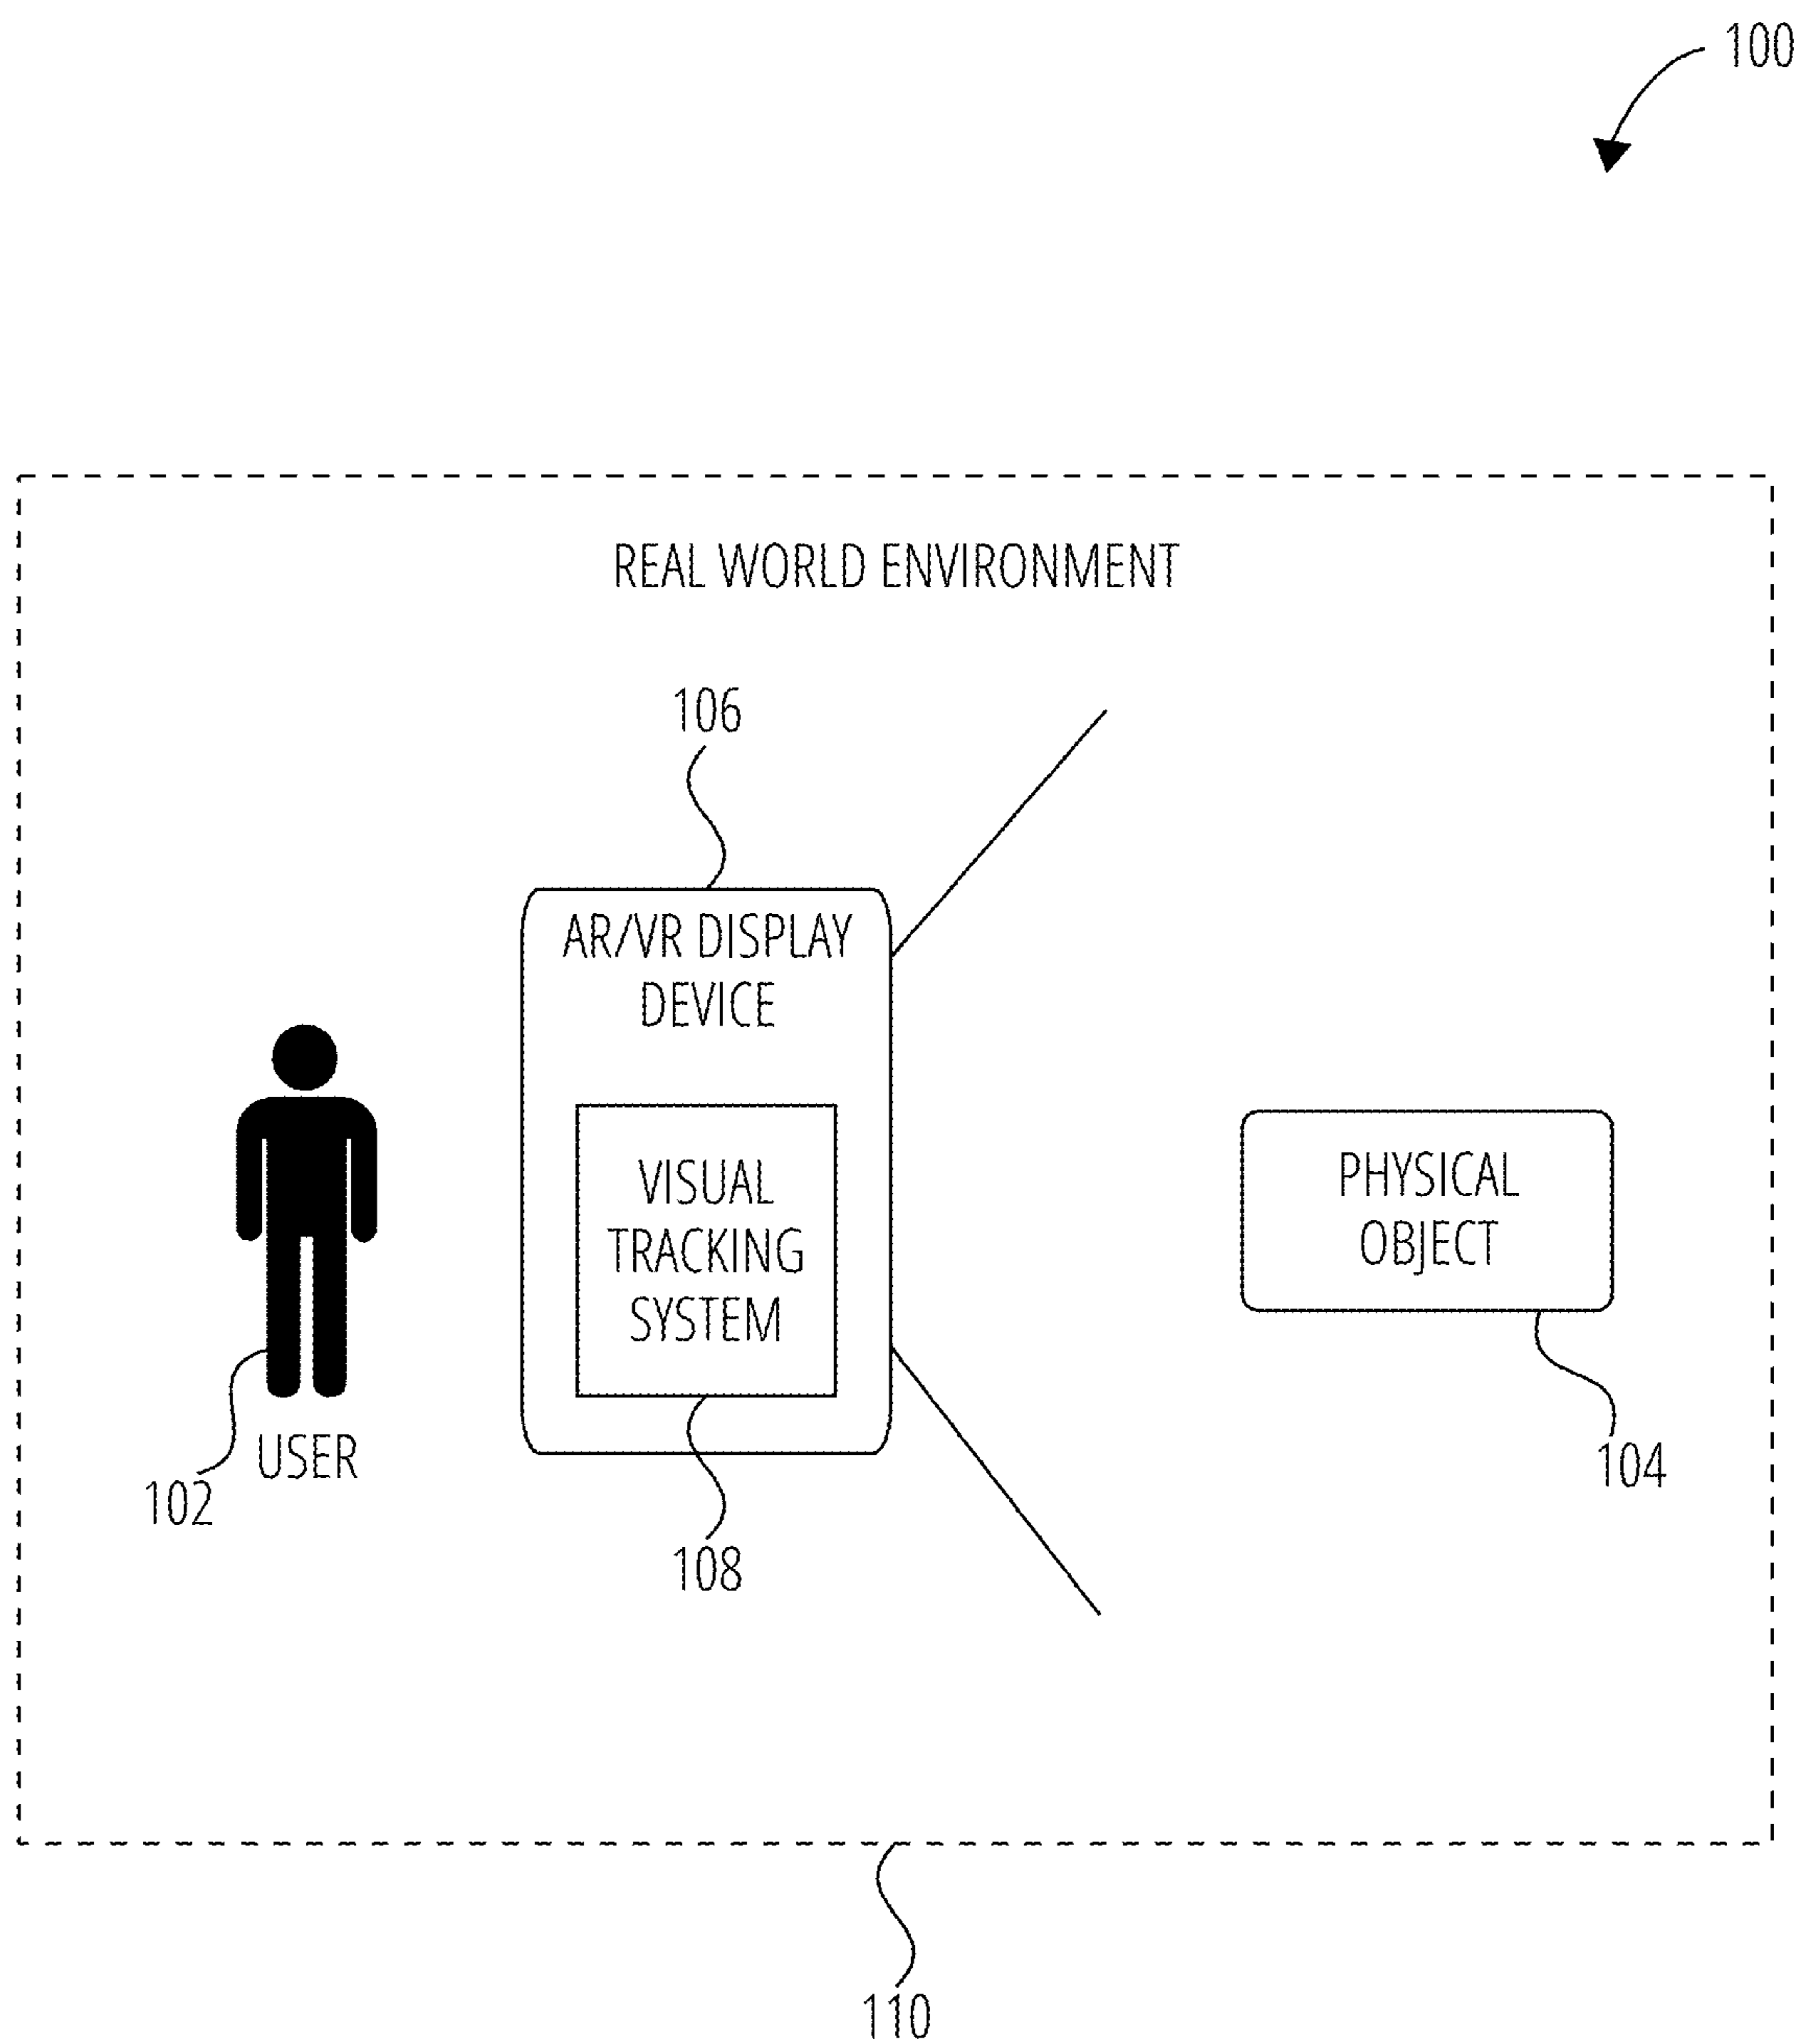 100
REAL WORLD ENVIRONMENT
106
AR/VR DISPLAY
DEVICE
VISUAL
TRACKING
SYSTEM
PHYSICAL
OBJECT
USER
102
104
108
110